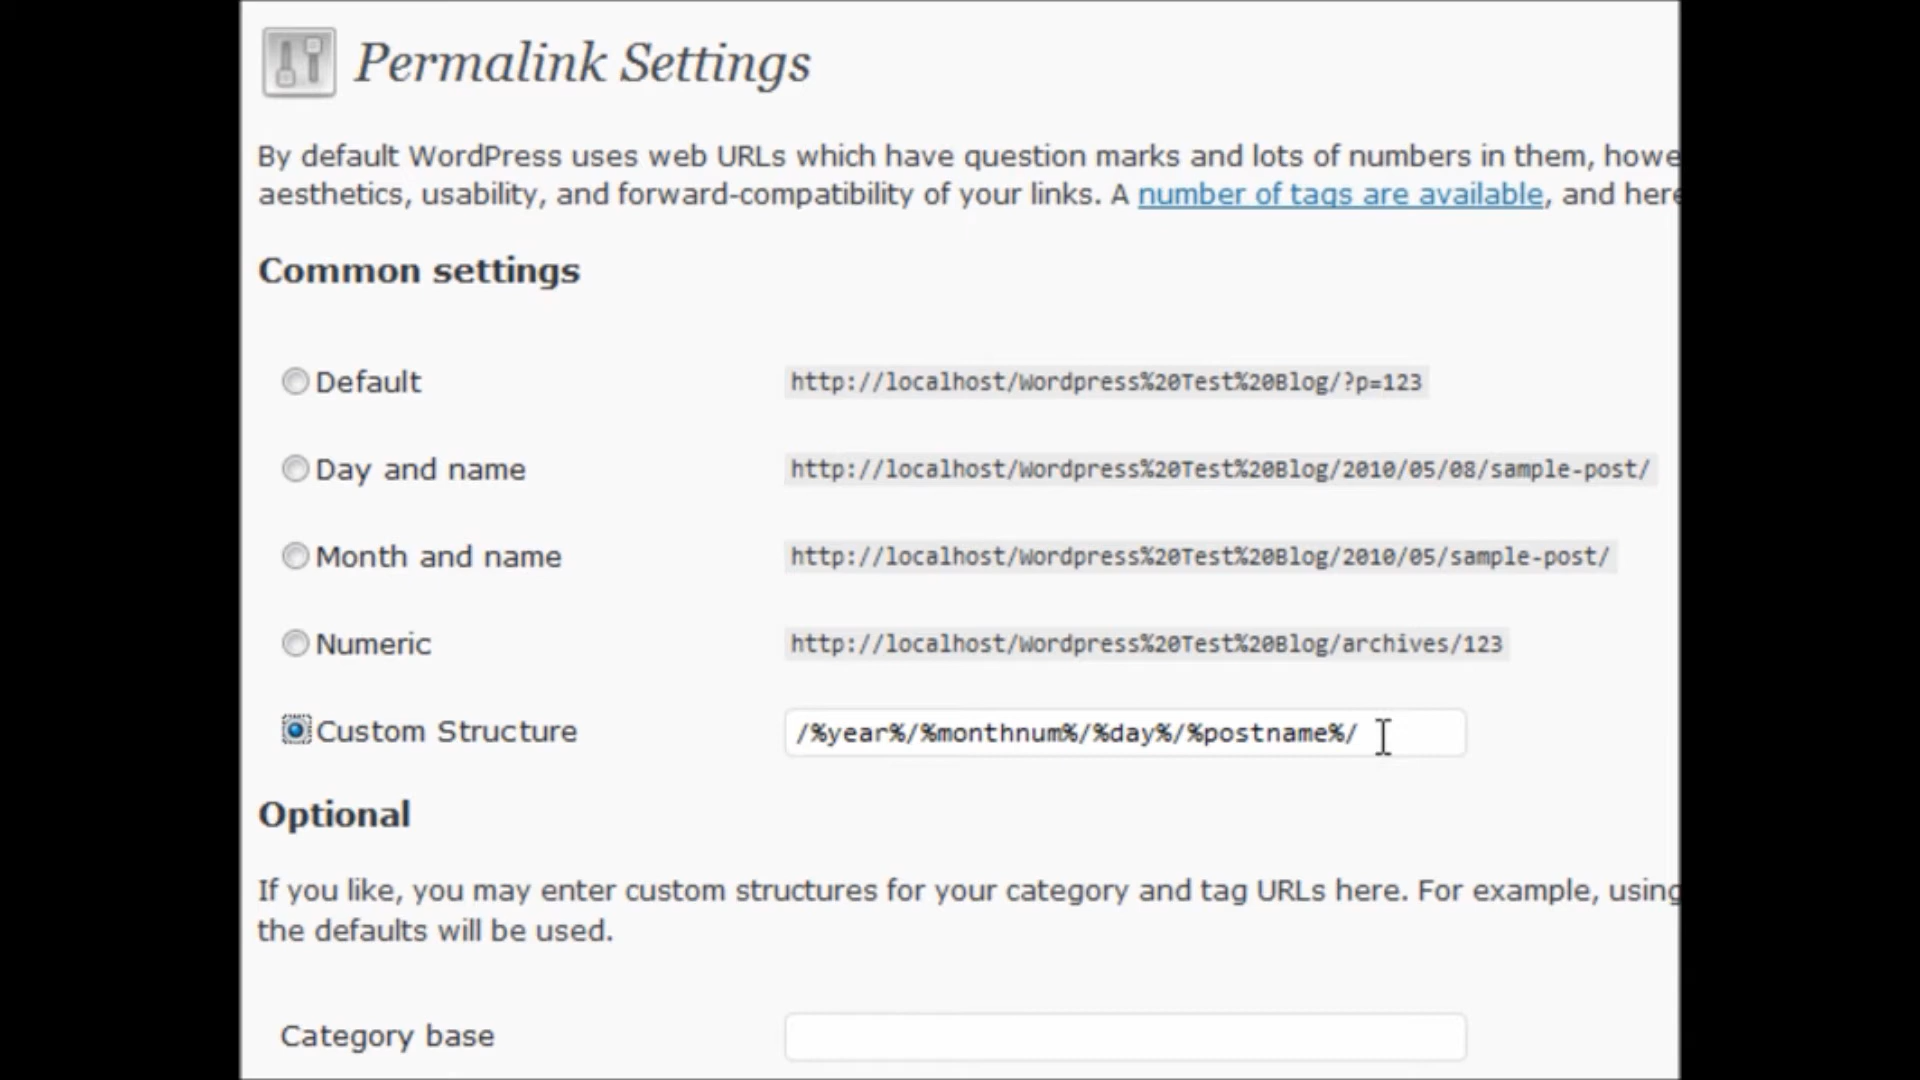 Permalink Settings
By default WordPress uses web URLs which have question marks and lots of numbers in them, howe
aesthetics, usability, and forward-compatibility of your links. A number of tags are available, and here
Common settings
Default http://localhost/Wordpress%20Test%20Blog/?p=123
Day and name http://localhost/Wordpress%20Test%20Blog/2010/05/08/sample-post/
Month and name http://localhost/Wordpress%20Test%20Blog/2010/05/sample-post/
Numeric http://localhost/Wordpress%20Test%20Blog/archives/123
Custom Structure /%year%/%monthnum%/%day%/%postname%/
Optional
If you like, you may enter custom structures for your category and tag URLs here. For example, using
the defaults will be used.
Category base